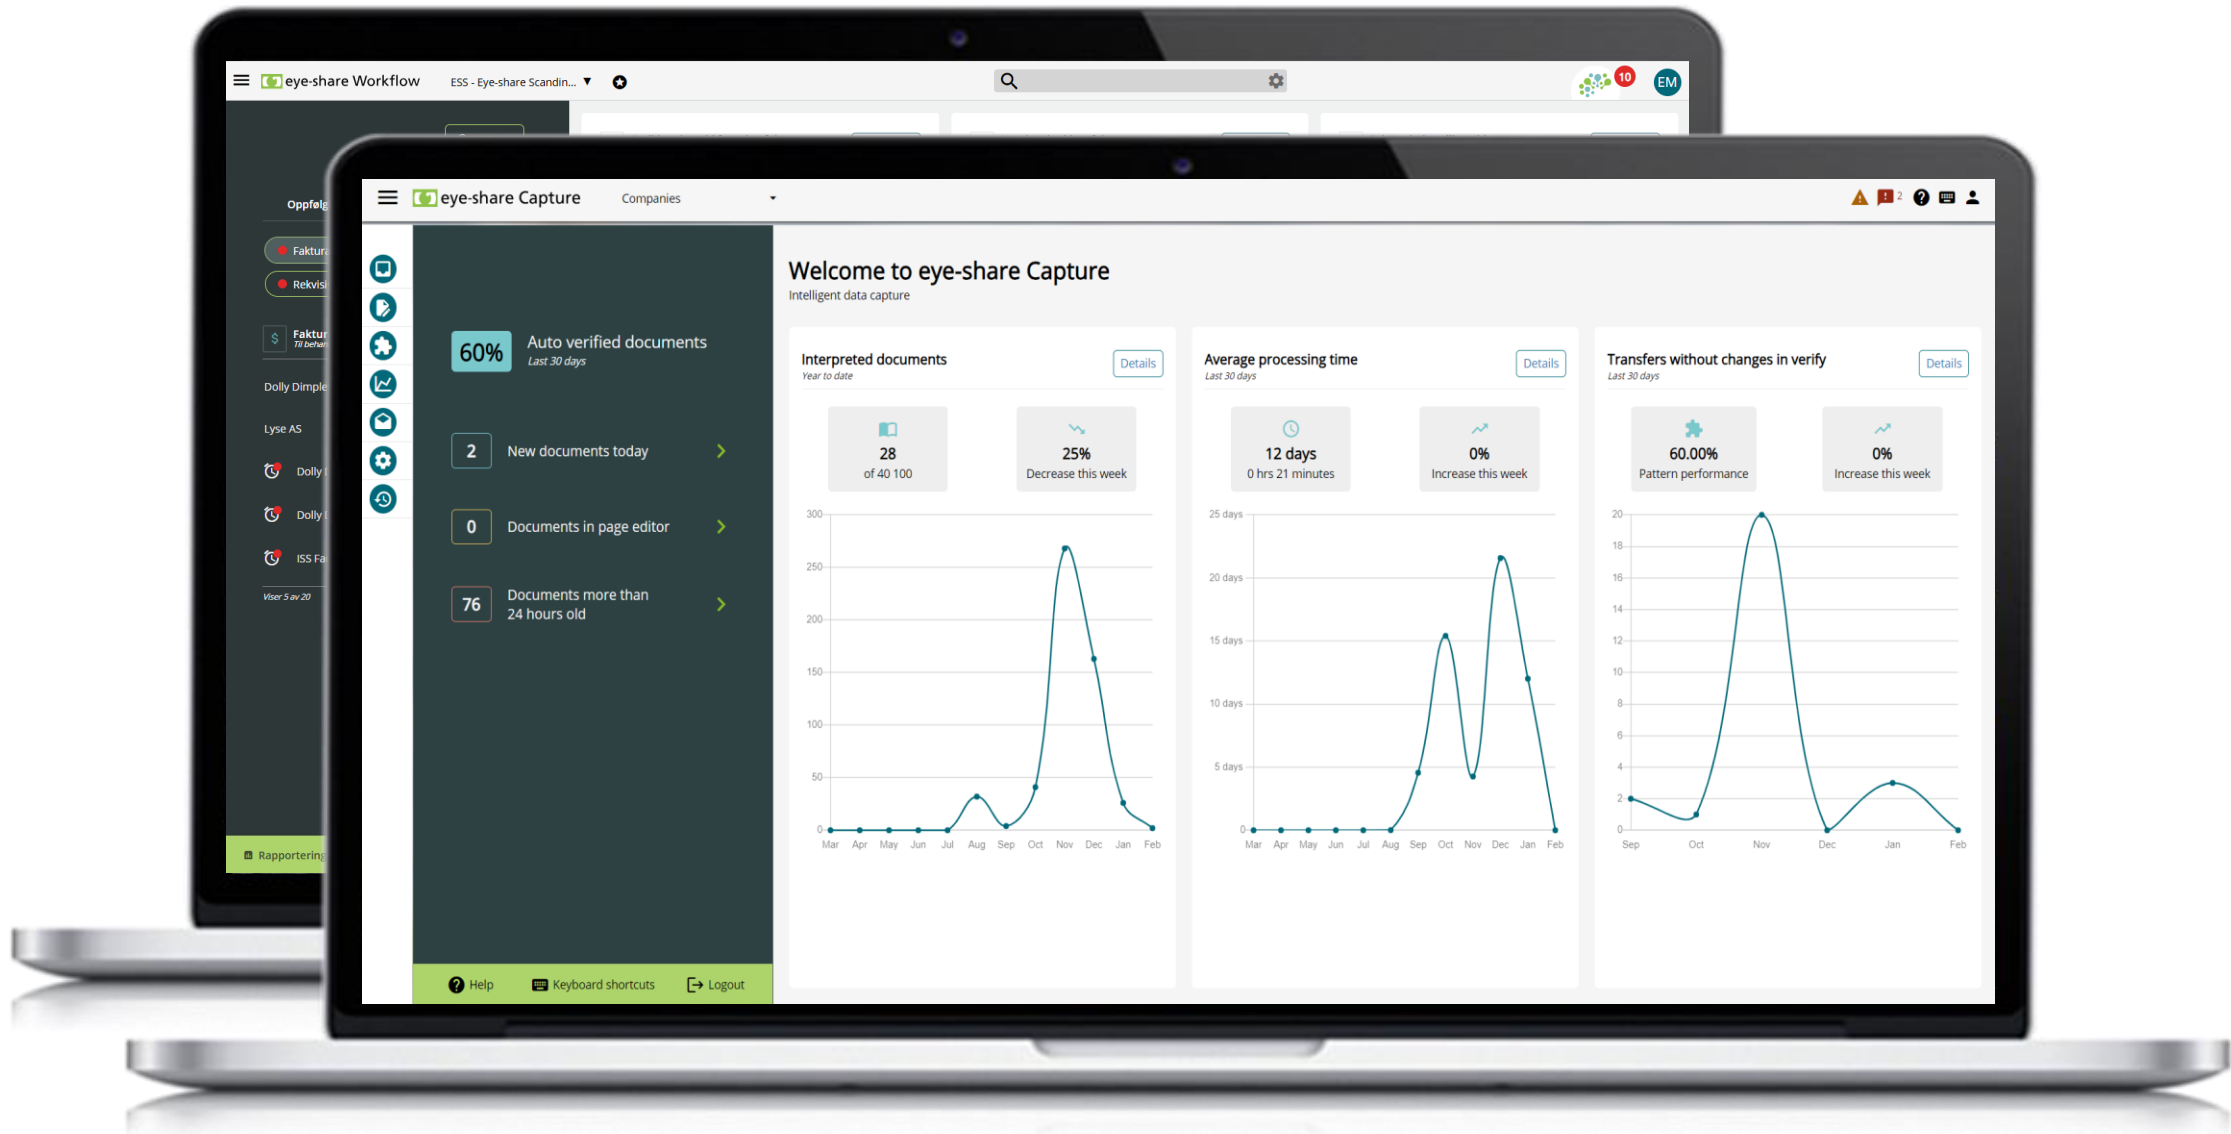 eye-share Workflow
ESS - Eye-share Scandin...
10
EM
Oppfølg
Faktur
Rekvisi
Faktur
Til behan
Dolly Dimple
Lyse AS
Dolly
Dolly
ISS Fa
Viser 5 av 20
Rapportering
eye-share Capture
Companies
2
60%
Auto verified documents
Last 30 days
2
New documents today
0
Documents in page editor
76
Documents more than
24 hours old
Help
Keyboard shortcuts
Logout
Welcome to eye-share Capture
Intelligent data capture
Interpreted documents
Year to date
Details
28
of 40 100
25%
Decrease this week
300
250
200
150
100
50
0
Mar Apr May Jun Jul Aug Sep Oct Nov Dec Jan Feb
Average processing time
Last 30 days
Details
12 days
0 hrs 21 minutes
0%
Increase this week
25 days
20 days
15 days
10 days
5 days
0
Mar Apr May Jun Jul Aug Sep Oct Nov Dec Jan Feb
Transfers without changes in verify
Last 30 days
Details
60.00%
Pattern performance
0%
Increase this week
20
18
16
14
12
10
8
6
4
2
0
Sep Oct Nov Dec Jan Feb